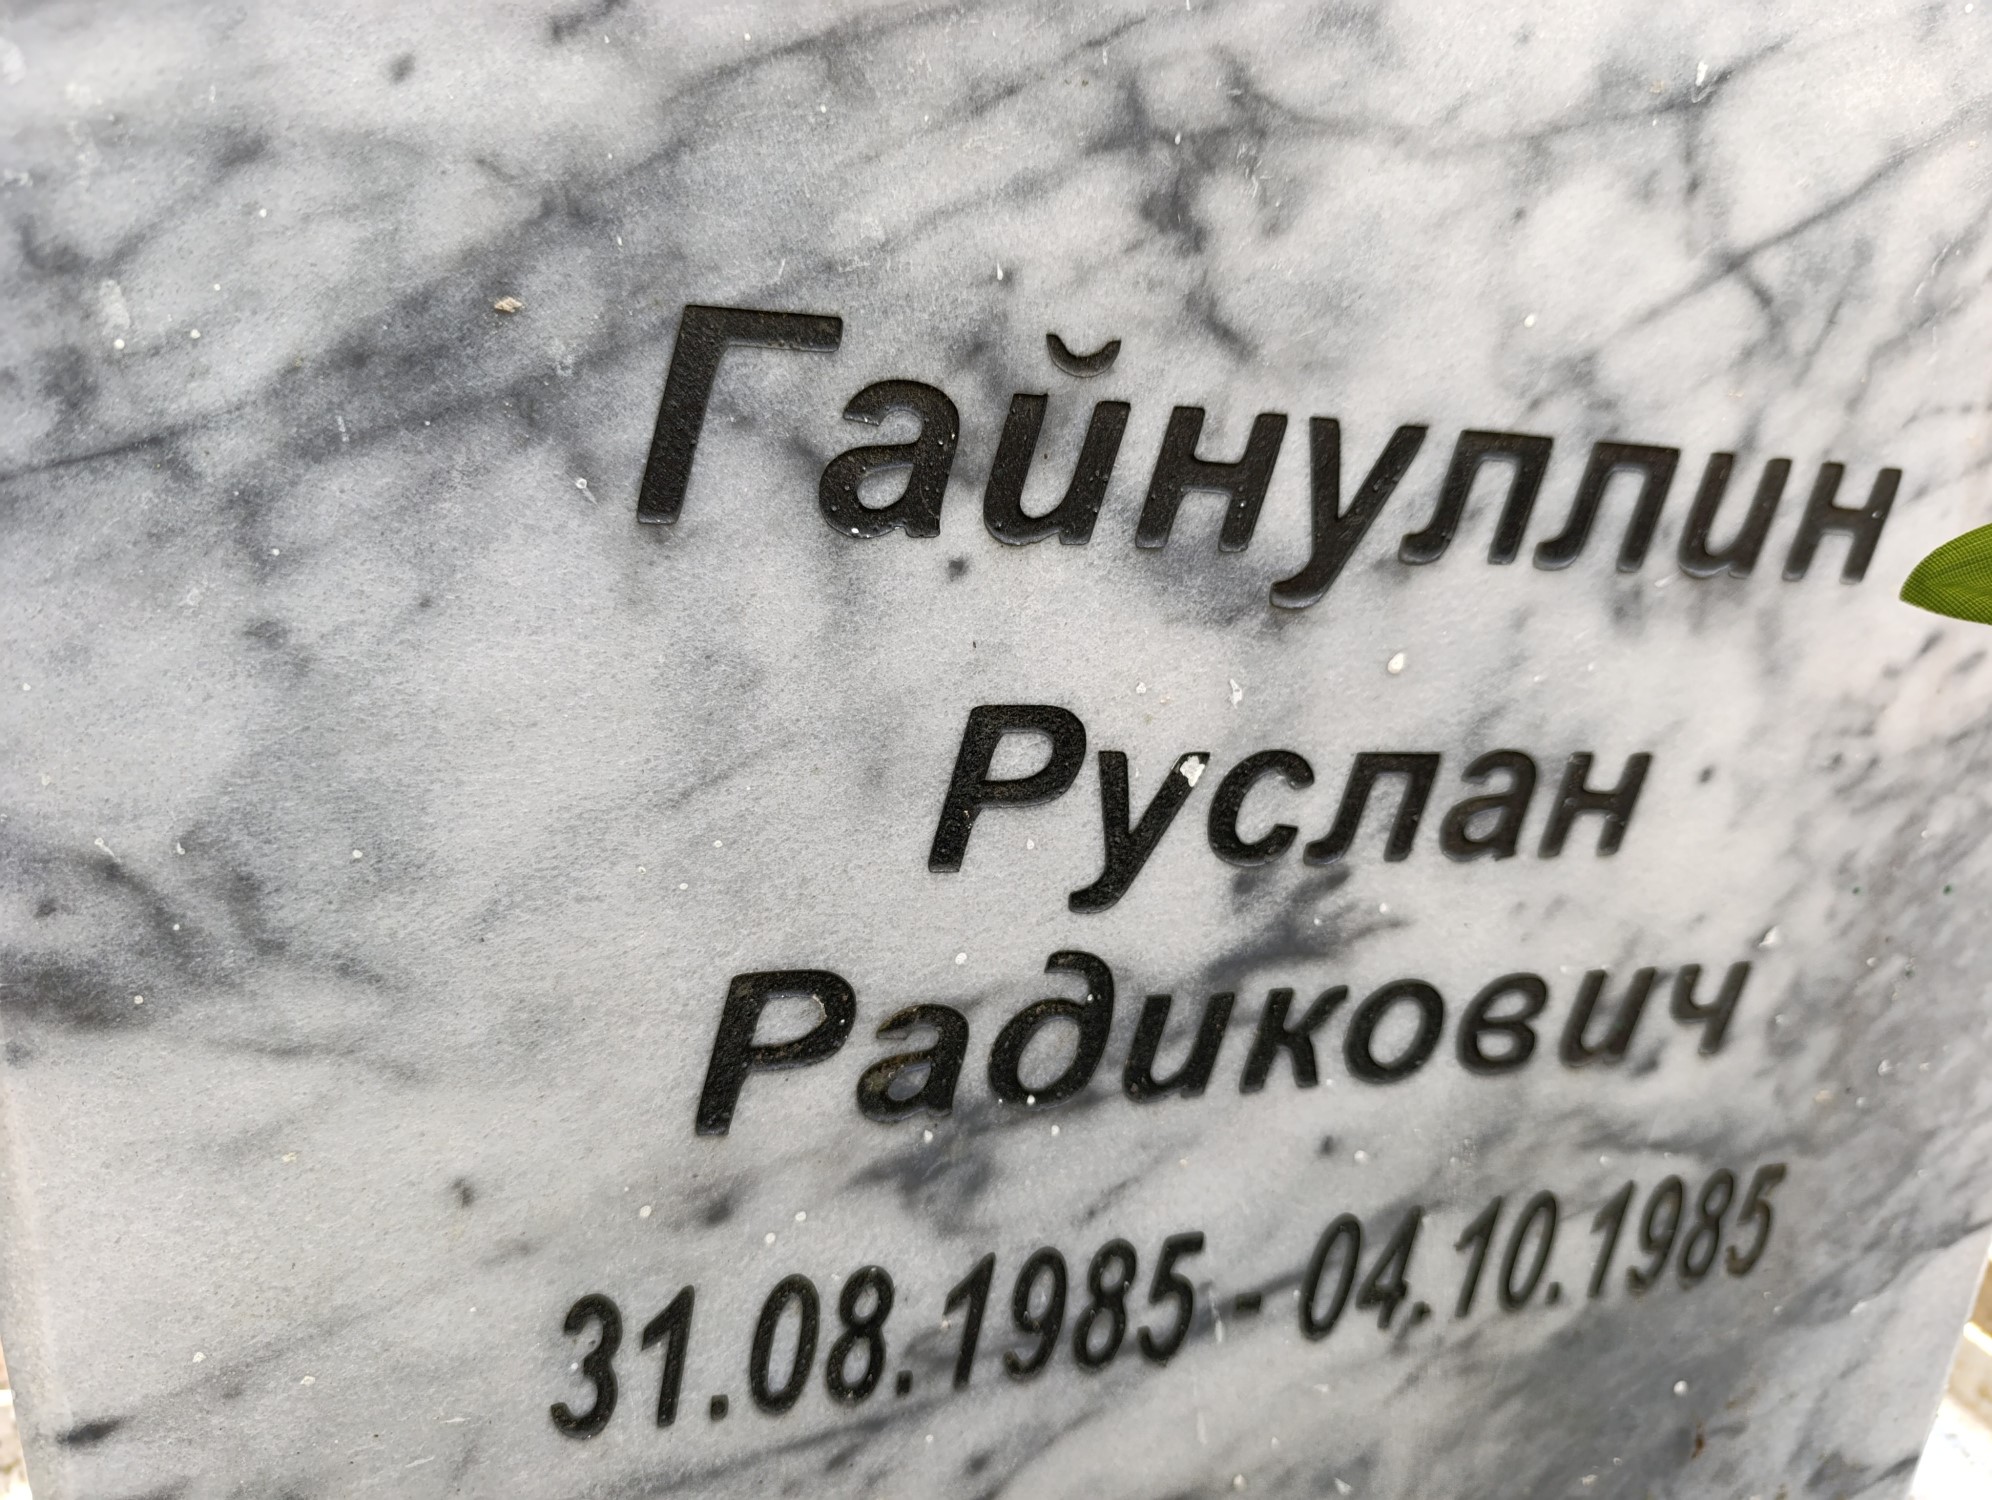 Гайнуллин
Руслан
Радикович
31.08.1985 - 04.10.1985